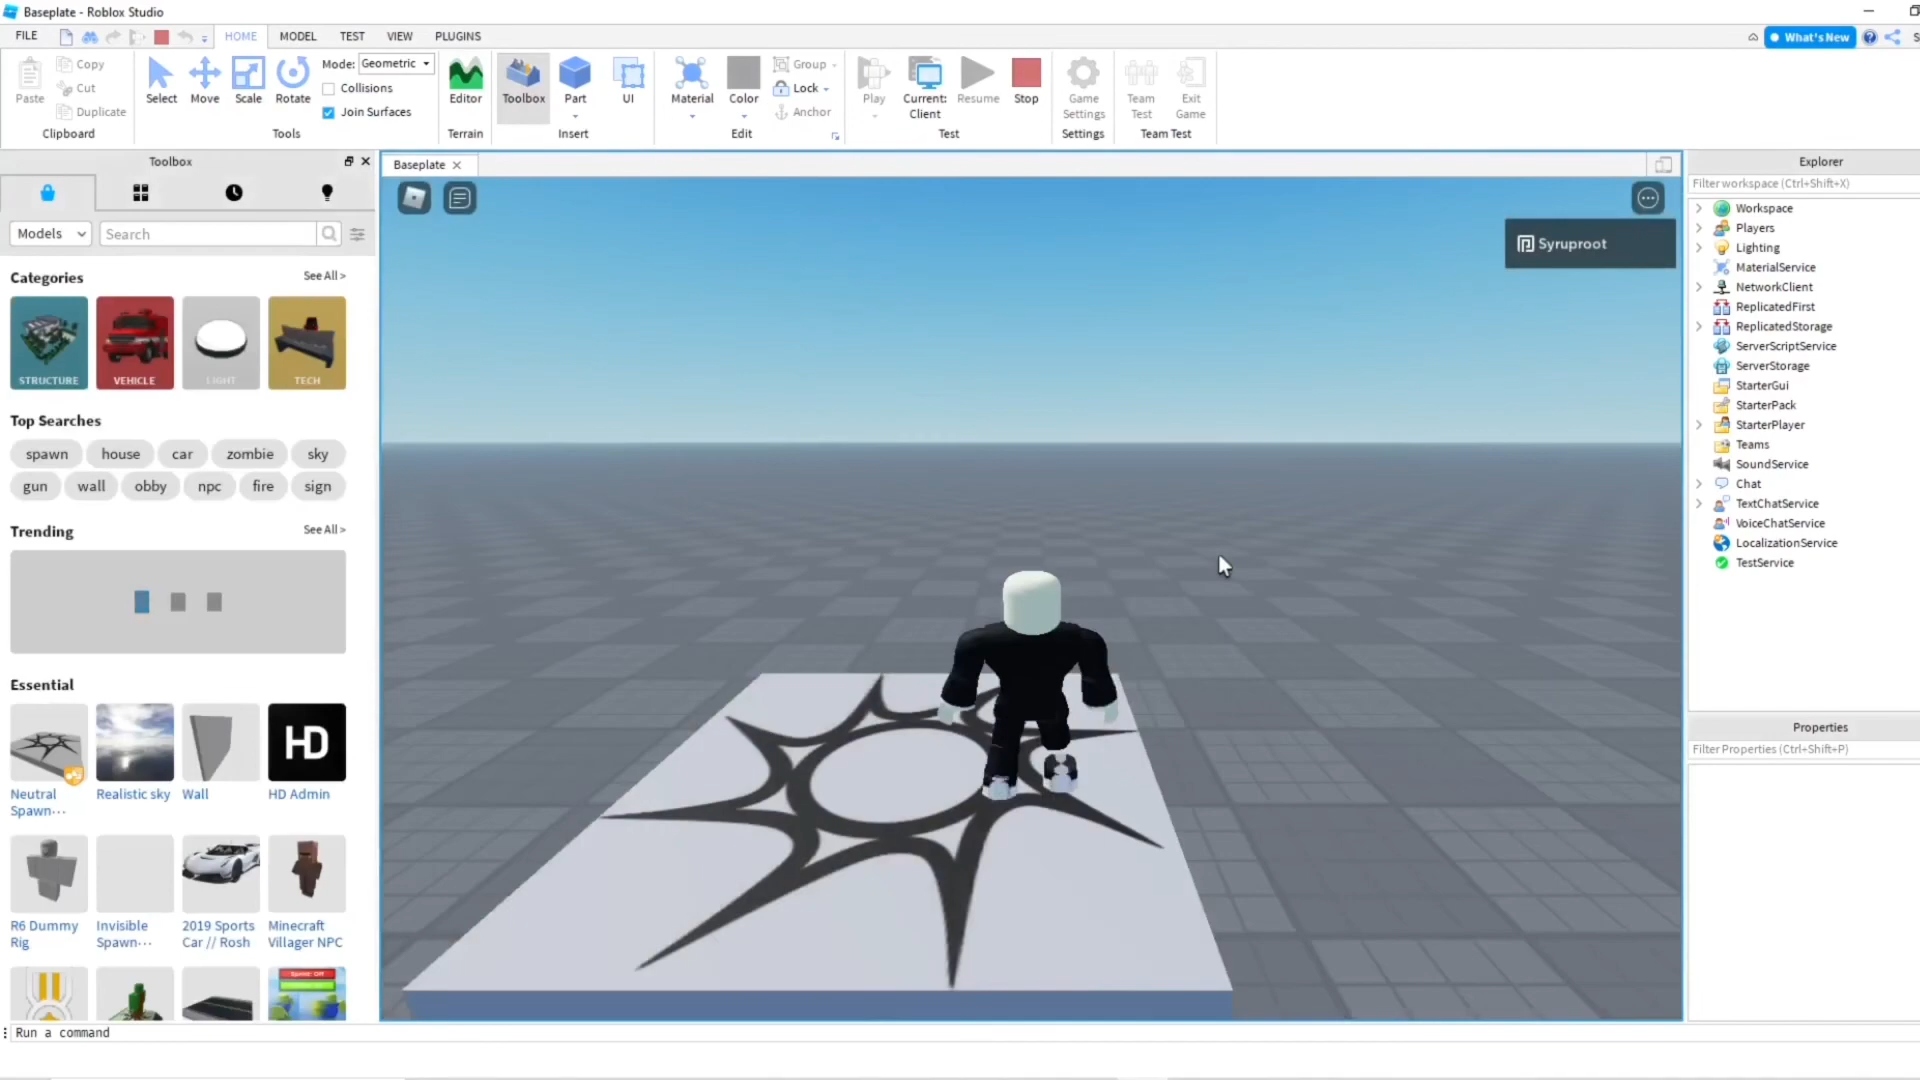 Baseplate - Roblox Studio
FILE HOME MODEL TEST VIEW PLUGINS What's New
Paste Copy Cut Duplicate Clipboard
Select Move Scale Rotate Mode: Geometric Collisions Join Surfaces Tools
Editor Terrain
Toolbox Part UI Insert
Material Color Group Lock Anchor Edit
Play Current: Client Resume Stop Test
Game Settings Settings
Team Test Exit Game Team Test
Toolbox
Models Search
Categories See All >
STRUCTURE VEHICLE LIGHT TECH
Top Searches
spawn house car zombie sky
gun wall obby npc fire sign
Trending See All >
Essential
HD
Neutral Spawn··· Realistic sky Wall HD Admin
R6 Dummy Rig Invisible Spawn··· 2019 Sports Car // Rosh Minecraft Villager NPC
Sprint: Off
Run a command
Baseplate
Syruproot
Explorer
Filter workspace (Ctrl+Shift+X)
Workspace
Players
Lighting
MaterialService
NetworkClient
ReplicatedFirst
ReplicatedStorage
ServerScriptService
ServerStorage
StarterGui
StarterPack
StarterPlayer
Teams
SoundService
Chat
TextChatService
VoiceChatService
LocalizationService
TestService
Properties
Filter Properties (Ctrl+Shift+P)